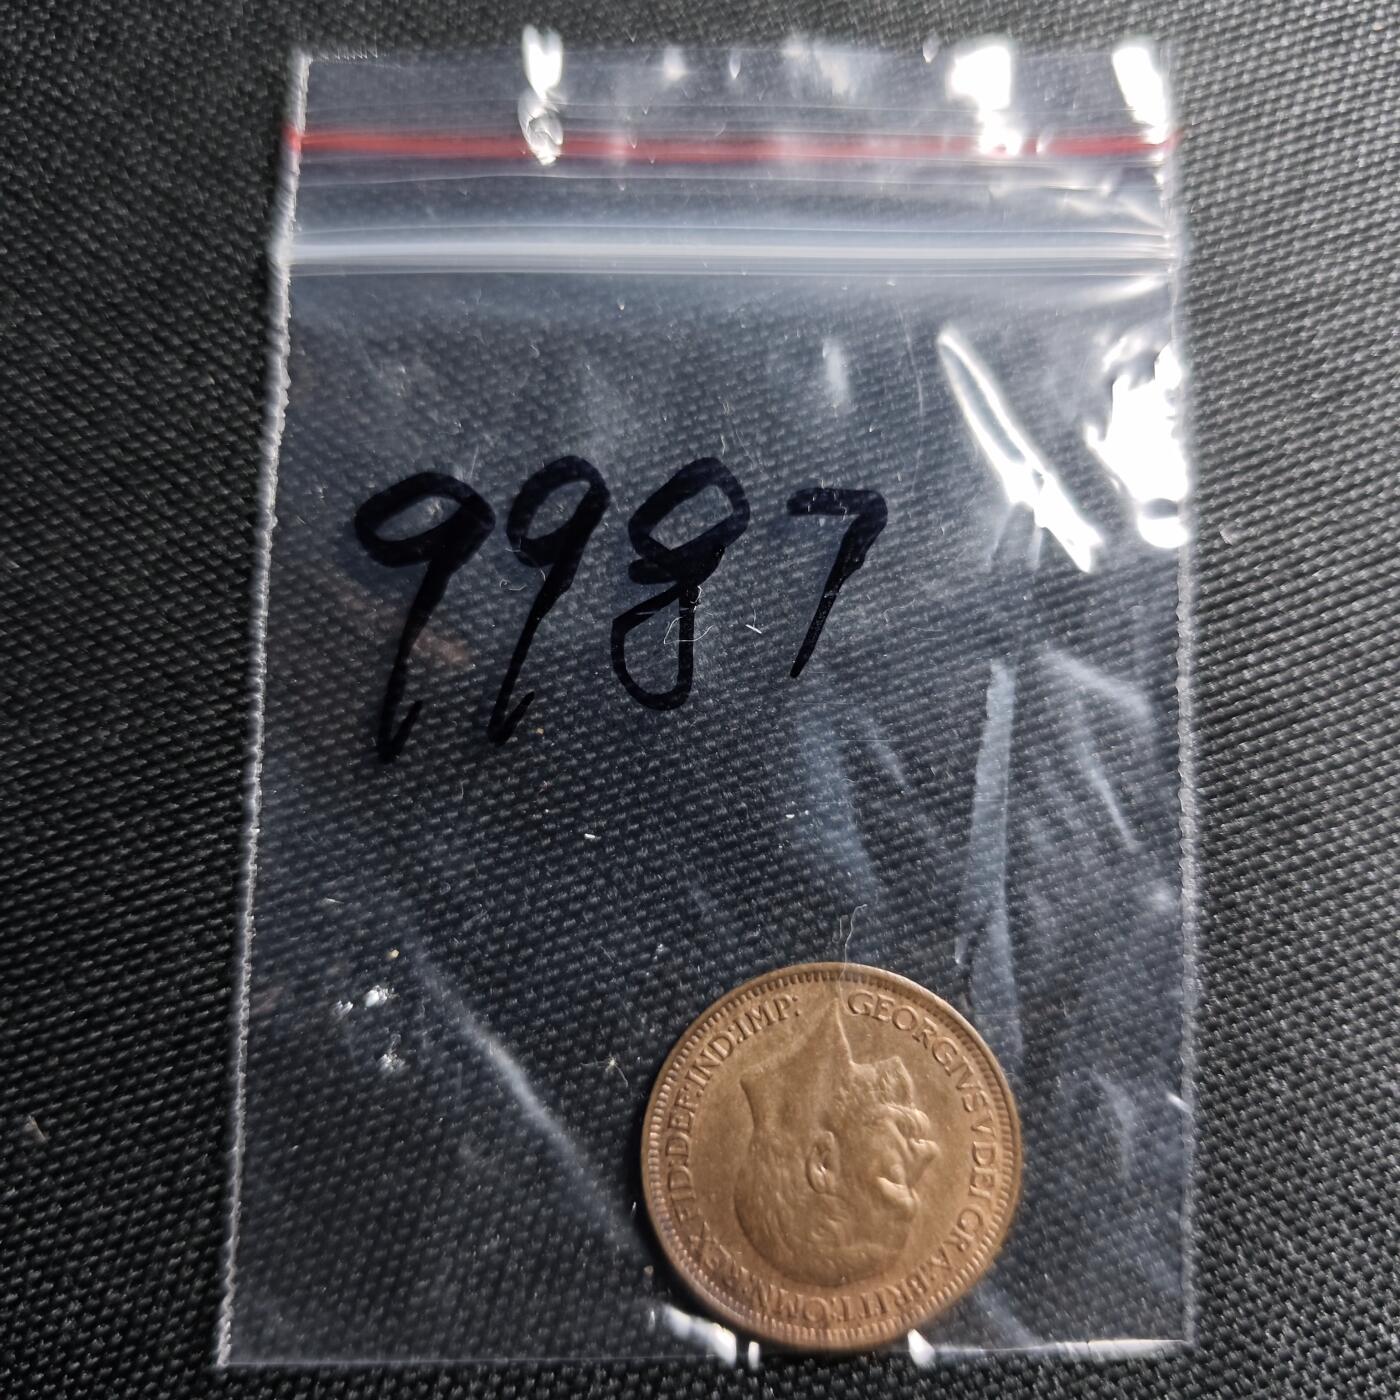 9987
GEORGIVS V DEI GRA:BRITT:OMN:REX FID:DEF:IND:IMP: